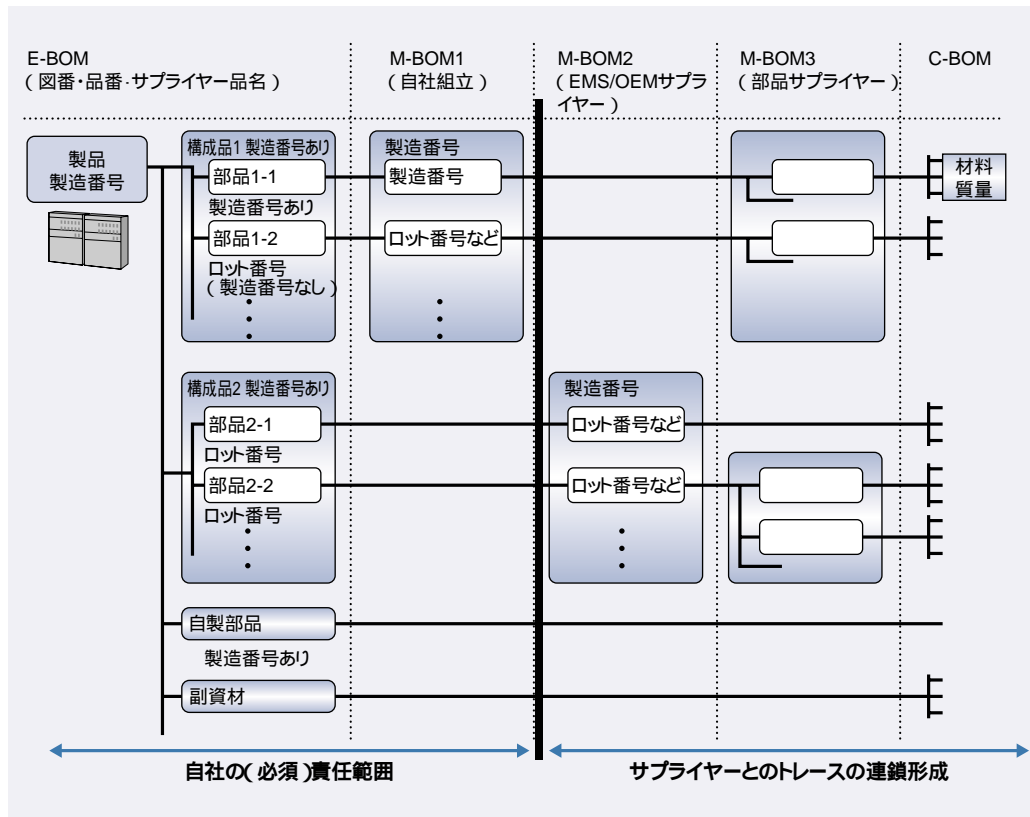 E-BOM
(図番・品番・サプライヤー品名)
M-BOM1
(自社組立)
M-BOM2
(EMS/OEMサプラ
イヤー)
M-BOM3
(部品サプライヤー)
C-BOM
製品
製造番号
構成品1 製造番号あり
部品1-1
製造番号あり
部品1-2
ロット番号
(製造番号なし)
製造番号
製造番号
ロット番号など
材料
質量
構成品2 製造番号あり
部品2-1
ロット番号
部品2-2
ロット番号
製造番号
ロット番号など
ロット番号など
自製部品
製造番号あり
副資材
自社の(必須)責任範囲
サプライヤーとのトレースの連鎖形成